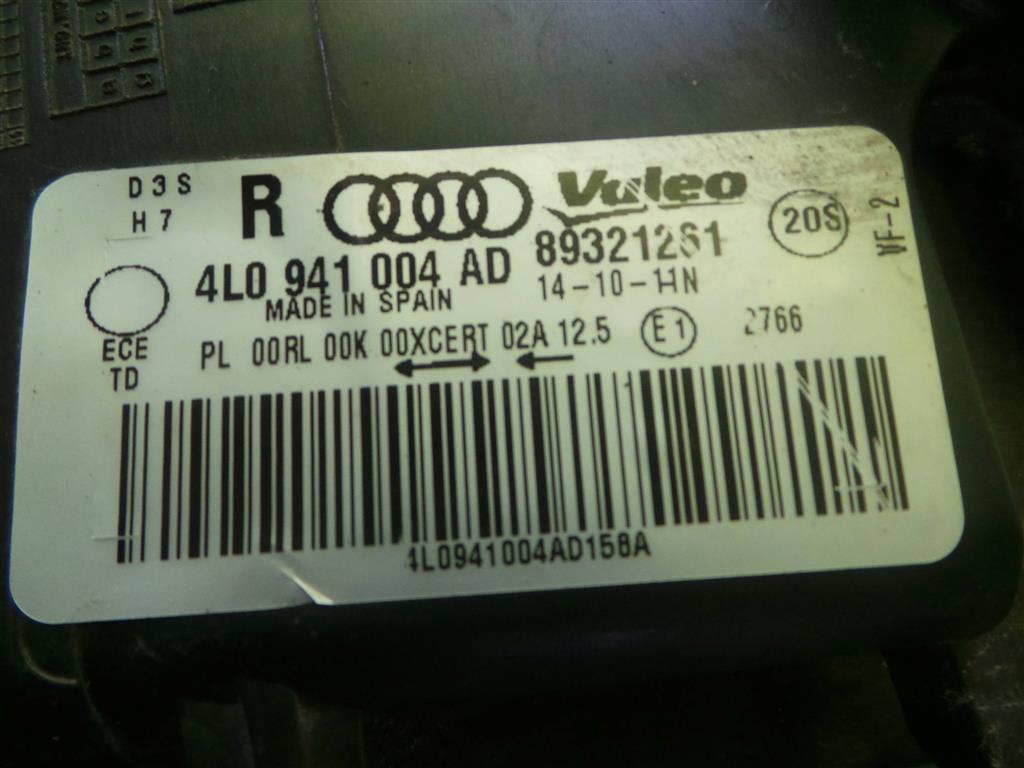 D3S
H7
R
Valeo
89321261
20S
VF-2
4L0 941 004 AD
14-10-11N
MADE IN SPAIN
ECE
TD
PL 00RL 00K 00XCERT 02A 12.5
E1
2766
4L0941004AD158A